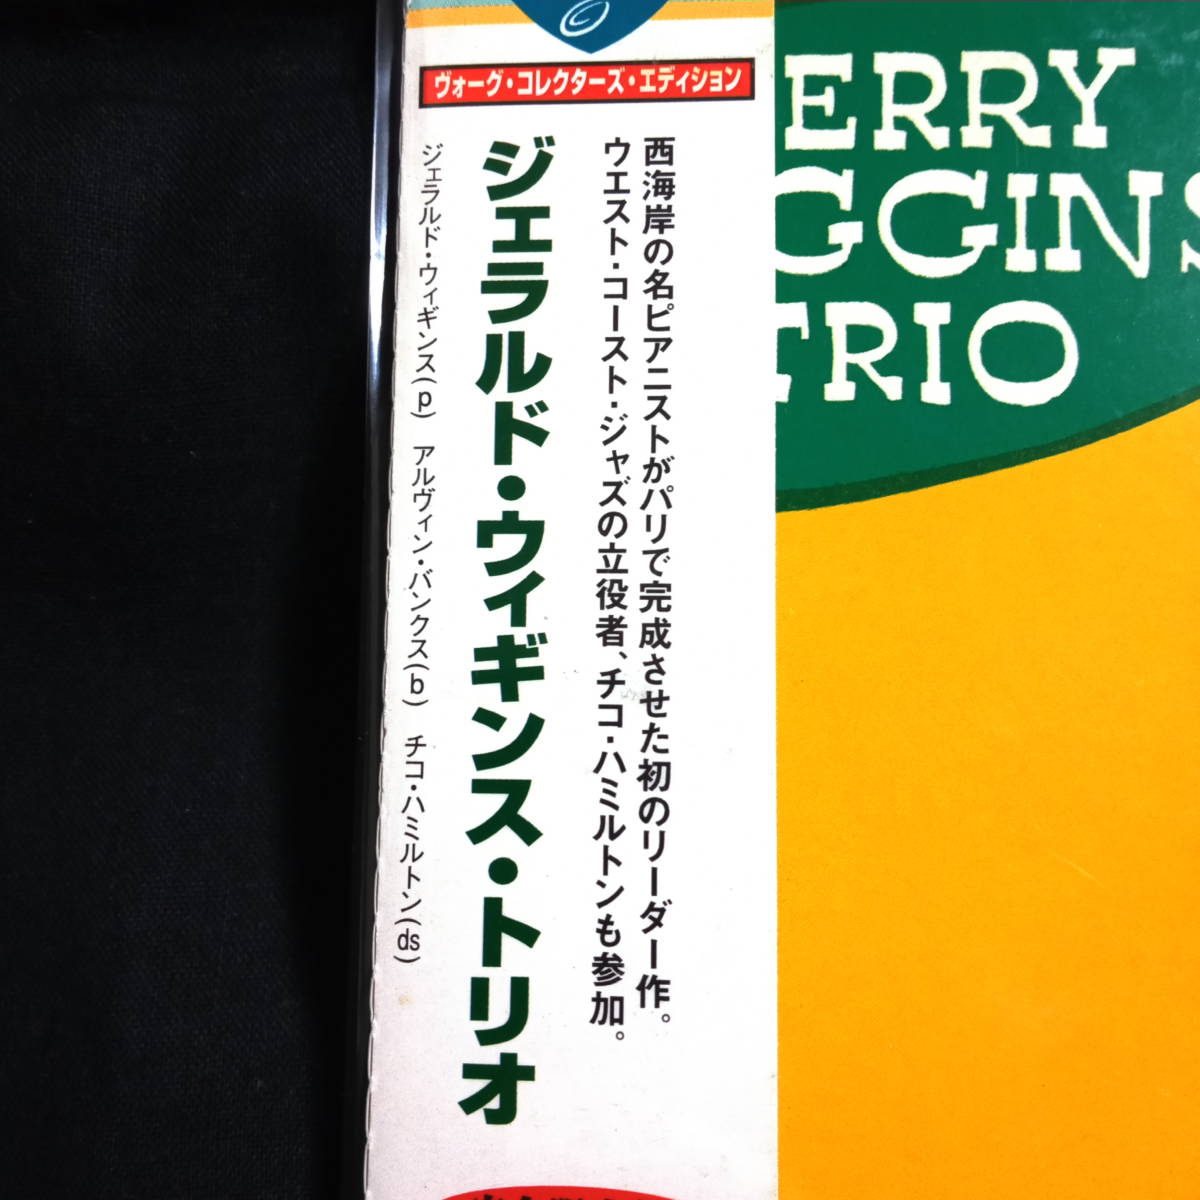 ヴォーグ・コレクターズ・エディション
西海岸の名ピアニストがパリで完成させた初のリーダー作。
ウエスト・コースト・ジャズの立役者、チコ・ハミルトンも参加。
ジェラルド・ウィギンス・トリオ
ジェラルド・ウィギンス(p) アルヴィン・バンクス(b) チコ・ハミルトン(ds)
ERRY
GGINS
TRIO